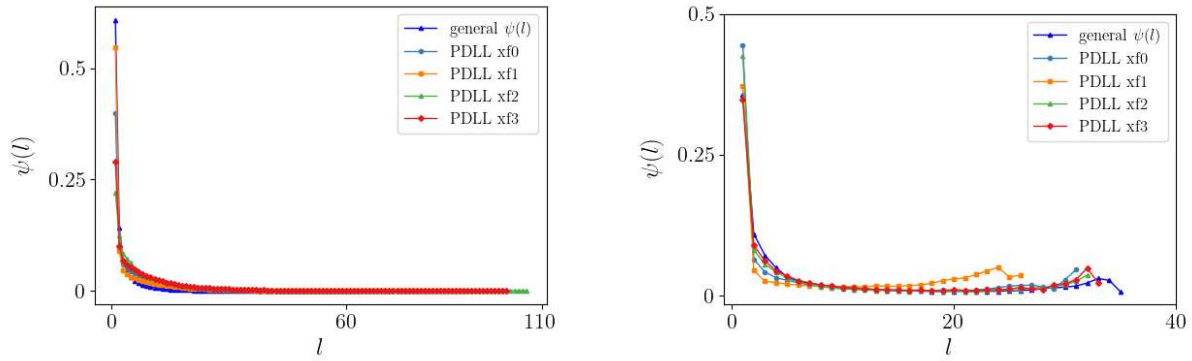 0.5
0.25
0
ψ(l)
general ψ(l)
PDLL xf0
PDLL xf1
PDLL xf2
PDLL xf3
0 60 110
l
0.5
0.25
0
ψ(l)
general ψ(l)
PDLL xf0
PDLL xf1
PDLL xf2
PDLL xf3
0 20 40
l